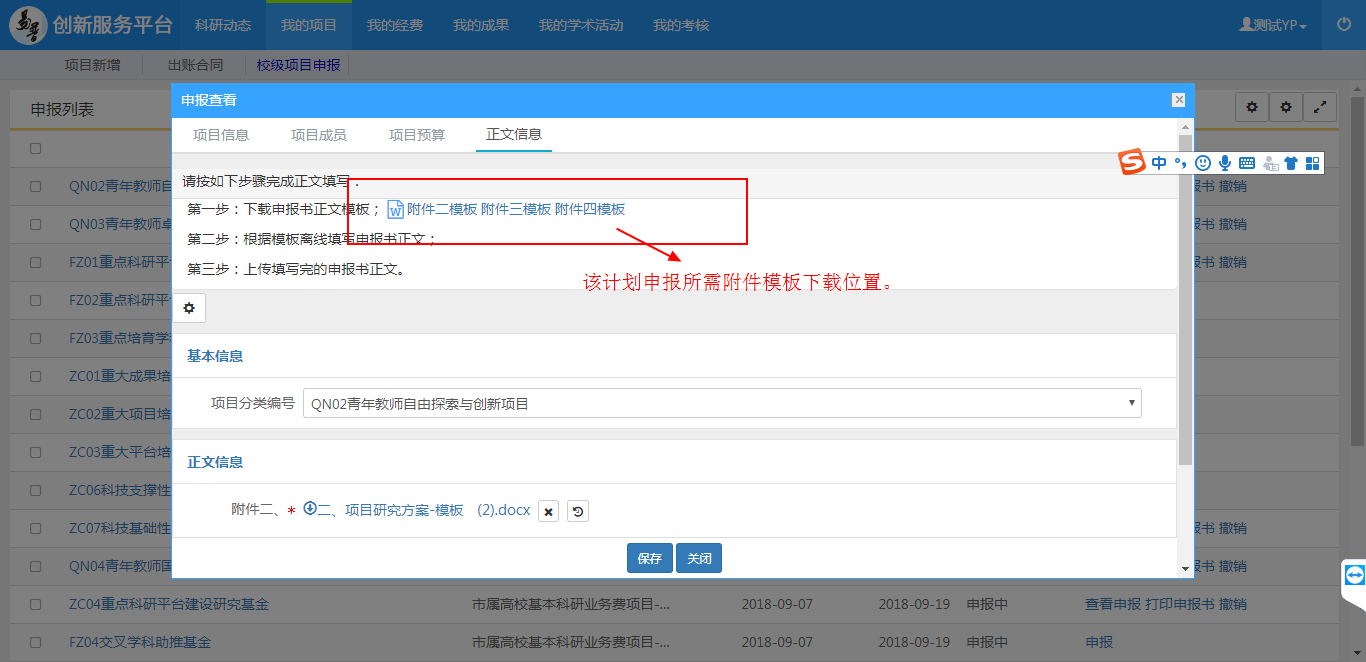 易普 创新服务平台 科研动态 我的项目 我的经费 我的成果 我的学术活动 我的考核 测试YP
项目新增 出账合同 校级项目申报
申报列表
申报查看
项目信息 项目成员 项目预算 正文信息
中
请按如下步骤完成正文填写：
第一步：下载申报书正文模板； 附件二模板 附件三模板 附件四模板
第二步：根据模板离线填写申报书正文；
第三步：上传填写完的申报书正文。
该计划申报所需附件模板下载位置。
基本信息
项目分类编号 QN02青年教师自由探索与创新项目
正文信息
附件二、* 二、项目研究方案-模板 (2).docx
保存 关闭
QN02青年教师自 报书 撤销
QN03青年教师卓 报书 撤销
FZ01重点科研平 报书 撤销
FZ02重点科研平
FZ03重点培育学
ZC01重大成果培
ZC02重大项目培
ZC03重大平台培
ZC06科技支撑性
ZC07科技基础性 报书 撤销
QN04青年教师国 报书 撤销
ZC04重点科研平台建设研究基金 市属高校基本科研业务费项目-... 2018-09-07 2018-09-19 申报中 查看申报 打印申报书 撤销
FZ04交叉学科助推基金 市属高校基本科研业务费项目-... 2018-09-07 2018-09-19 申报中 申报